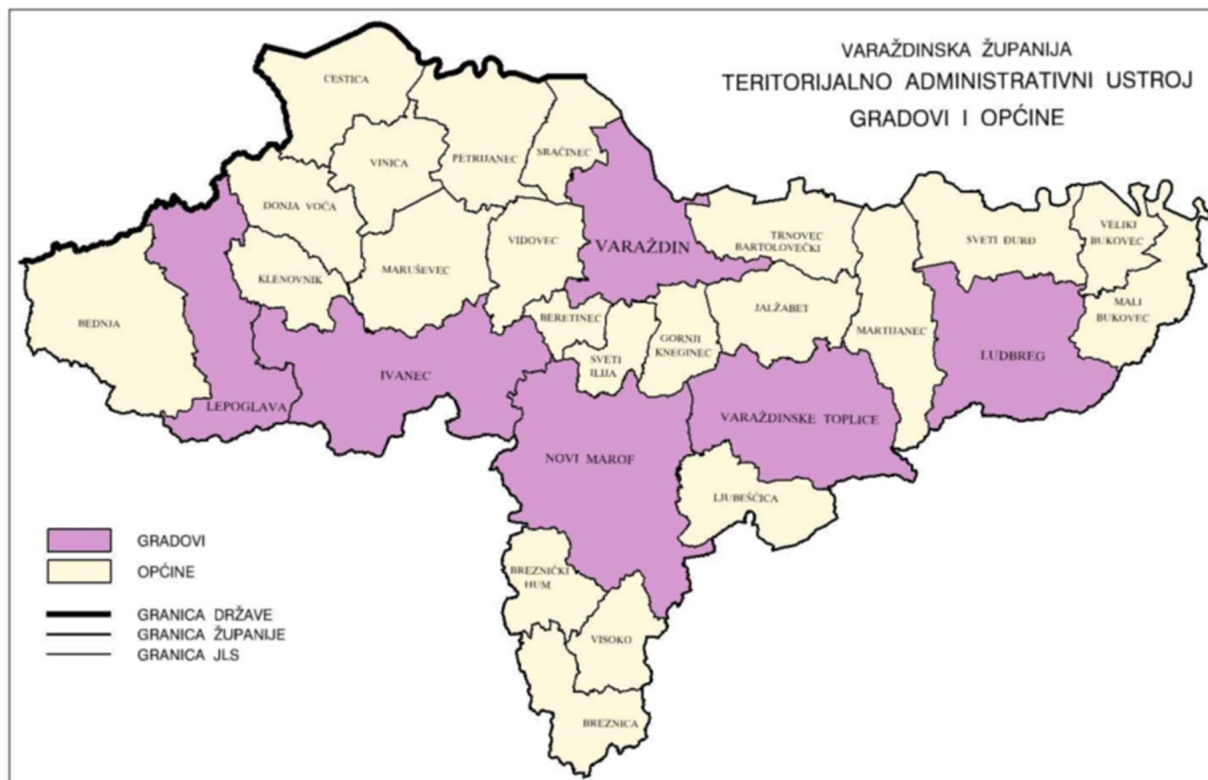 VARAŽDINSKA ŽUPANIJA
TERITORIJALNO ADMINISTRATIVNI USTROJ
GRADOVI I OPĆINE
CESTICA
VINICA
PETRIJANEC
SRAČINEC
DONJA VOĆA
VIDOVEC
VARAŽDIN
TRNOVEC
BARTOLOVEČKI
SVETI ĐURĐ
VELIKI
BUKOVEC
KLENOVNIK
MARUŠEVEC
BEDNJA
BERETINEC
JALŽABET
MALI
BUKOVEC
MARTIJANEC
GORNJI
KNEGINEC
SVETI
ILIJA
LUDBREG
IVANEC
LEPOGLAVA
VARAŽDINSKE TOPLICE
NOVI MAROF
LJUBEŠĆICA
BREZNIČKI
HUM
VISOKO
BREZNICA
GRADOVI
OPĆINE
GRANICA DRŽAVE
GRANICA ŽUPANIJE
GRANICA JLS